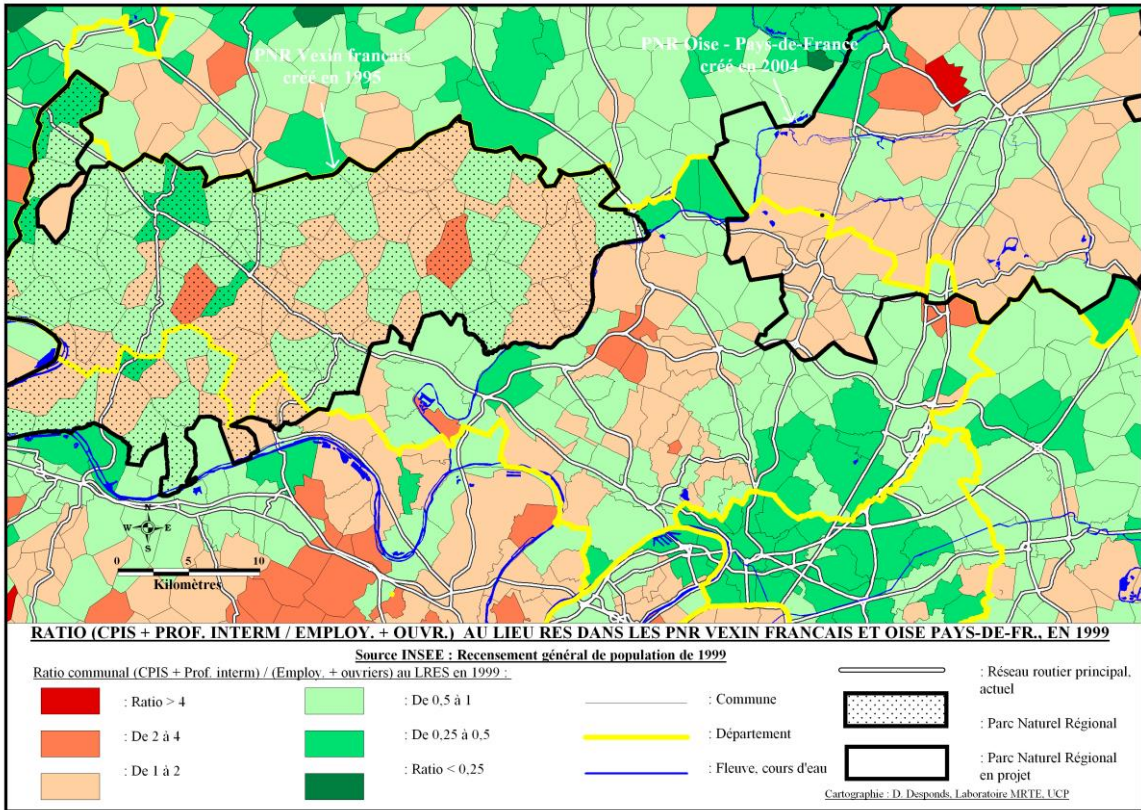 PNR Vexin francais
créé en 1995
PNR Oise - Pays-de-France
créé en 2004
N
W E
S
0 5 10
Kilomètres
RATIO (CPIS + PROF. INTERM / EMPLOY. + OUVR.) AU LIEU RES DANS LES PNR VEXIN FRANCAIS ET OISE PAYS-DE-FR., EN 1999
Source INSEE : Recensement général de population de 1999
Ratio communal (CPIS + Prof. interm) / (Employ. + ouvriers) au LRES en 1999 :
: Ratio > 4
: De 2 à 4
: De 1 à 2
: De 0,5 à 1
: De 0,25 à 0,5
: Ratio < 0,25
: Commune
: Département
: Fleuve, cours d'eau
: Réseau routier principal,
actuel
: Parc Naturel Régional
: Parc Naturel Régional
en projet
Cartographie : D. Desponds, Laboratoire MRTE, UCP